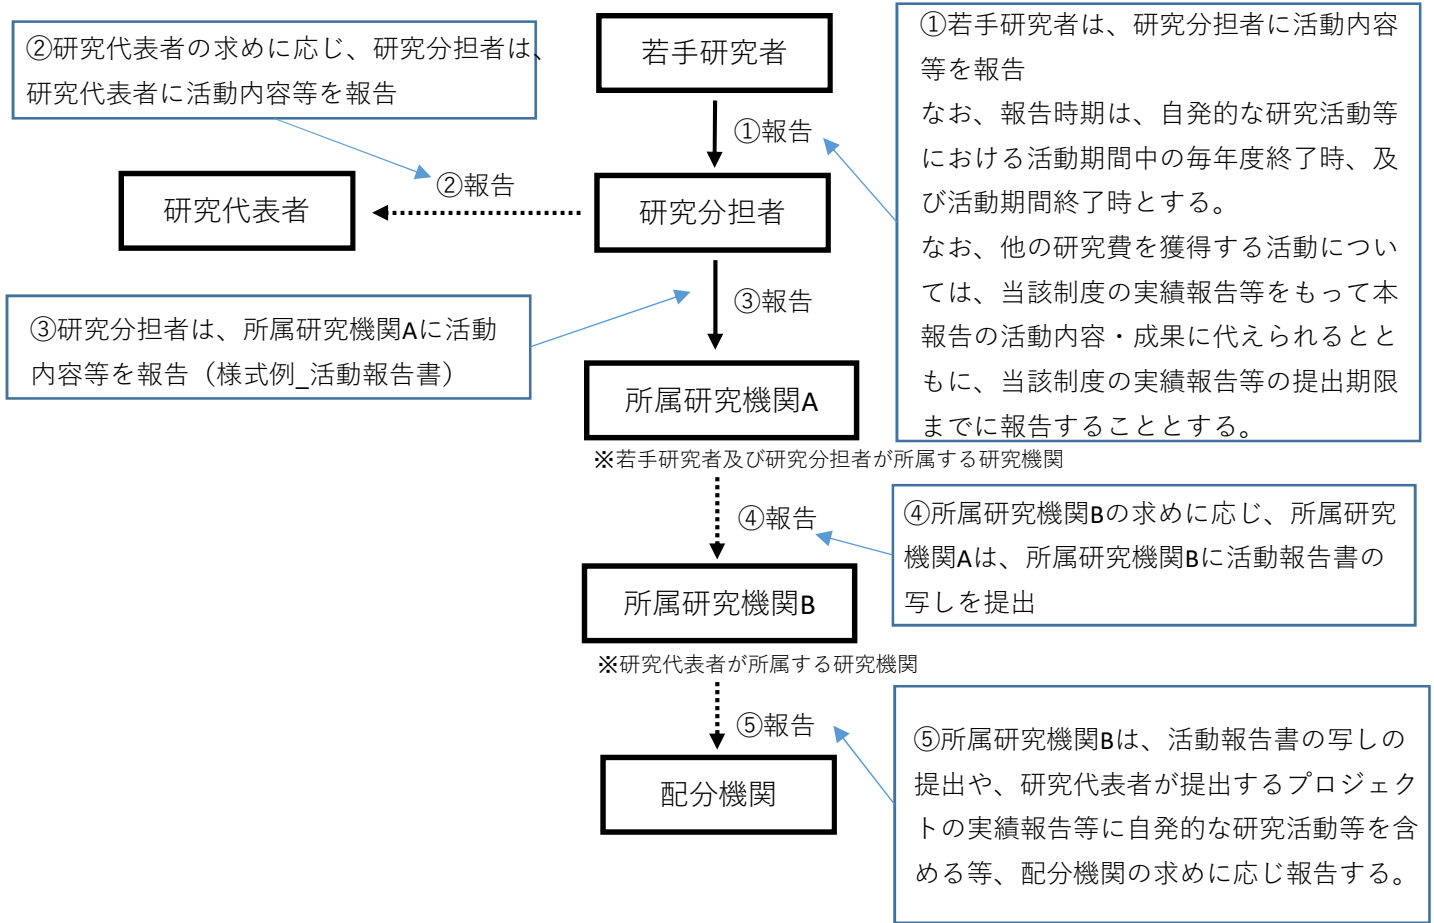 ②研究代表者の求めに応じ、研究分担者は、
研究代表者に活動内容等を報告
若手研究者
①若手研究者は、研究分担者に活動内容
等を報告
なお、報告時期は、自発的な研究活動等
における活動期間中の毎年度終了時、及
び活動期間終了時とする。
なお、他の研究費を獲得する活動につい
ては、当該制度の実績報告等をもって本
報告の活動内容・成果に代えられるとと
もに、当該制度の実績報告等の提出期限
までに報告することとする。
①報告
②報告
研究代表者
研究分担者
③報告
③研究分担者は、所属研究機関Aに活動
内容等を報告（様式例_活動報告書）
所属研究機関A
※若手研究者及び研究分担者が所属する研究機関
④報告
④所属研究機関Bの求めに応じ、所属研究
機関Aは、所属研究機関Bに活動報告書の
写しを提出
所属研究機関B
※研究代表者が所属する研究機関
⑤報告
⑤所属研究機関Bは、活動報告書の写しの
提出や、研究代表者が提出するプロジェク
トの実績報告等に自発的な研究活動等を含
める等、配分機関の求めに応じ報告する。
配分機関